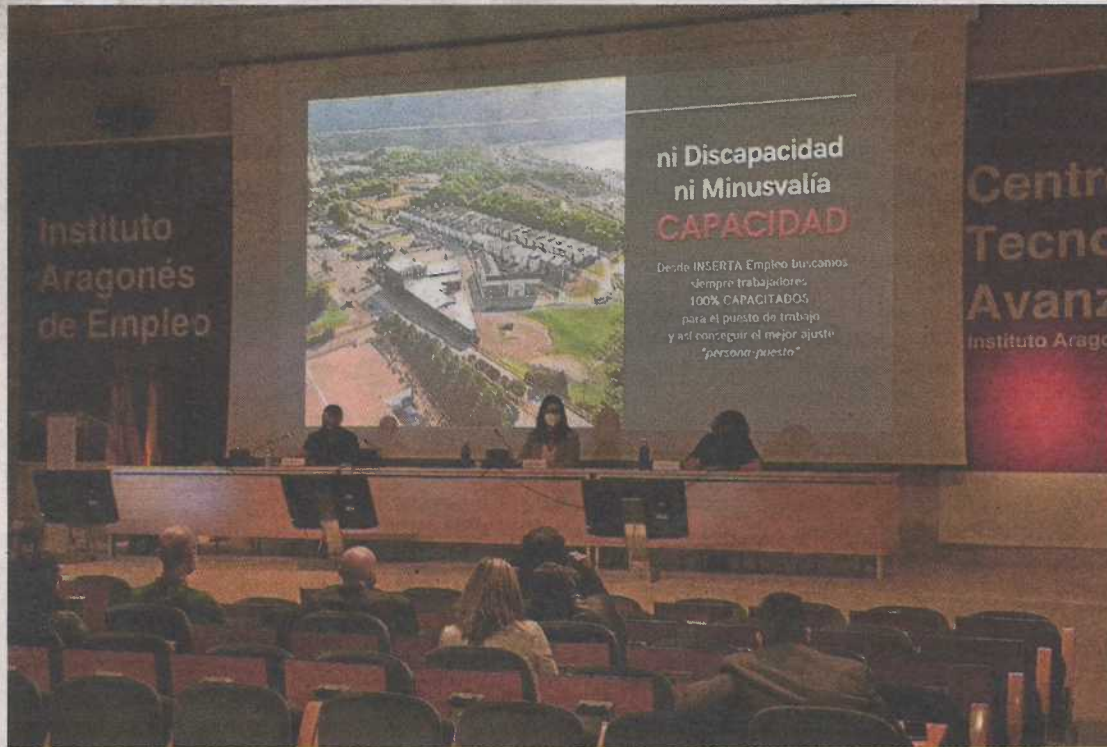 Instituto
Aragonés
de Empleo
ni Discapacidad
ni Minusvalía
CAPACIDAD
Desde INSERTA Empleo buscamos
siempre trabajadores
100% CAPACITADOS
para el puesto de trabajo
y así conseguir el mejor ajuste
"persona-puesto"
Centr
Tecno
Avanz
Instituto Arago